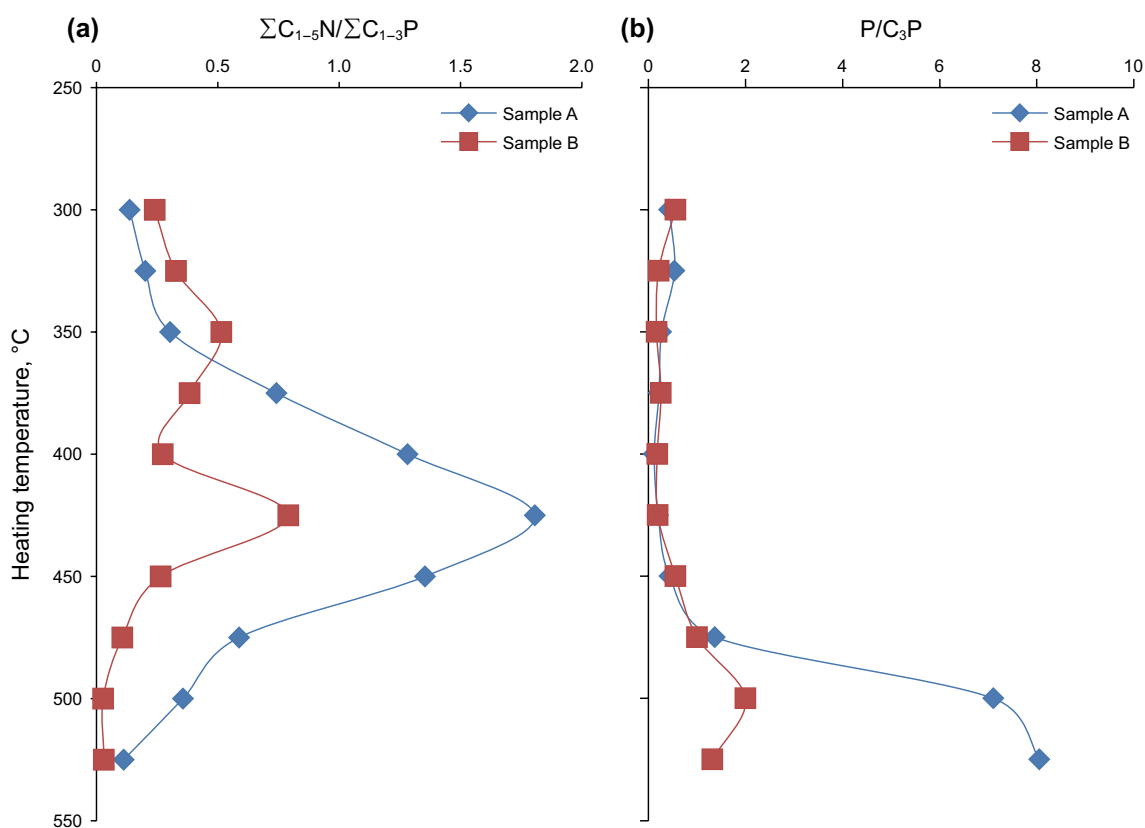 (a) ∑C₁₋₅N/∑C₁₋₃P
0 0.5 1.0 1.5 2.0
250
300
350
400
450
500
550
Heating temperature, °C
Sample A
Sample B
(b) P/C₃P
0 2 4 6 8 10
Sample A
Sample B